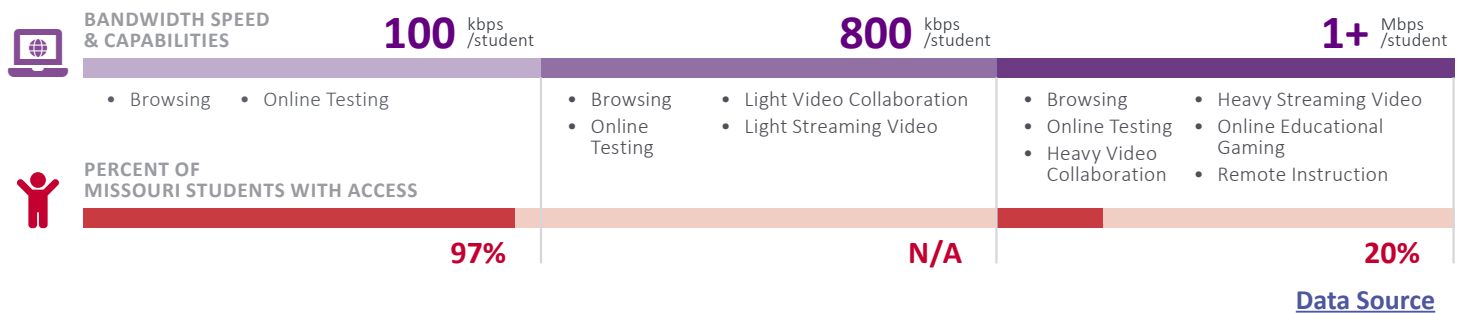 BANDWIDTH SPEED
& CAPABILITIES
100 kbps
/student
800 kbps
/student
1+ Mbps
/student
• Browsing • Online Testing
• Browsing
• Online
Testing
• Light Video Collaboration
• Light Streaming Video
• Browsing
• Online Testing
• Heavy Video
Collaboration
• Heavy Streaming Video
• Online Educational
Gaming
• Remote Instruction
PERCENT OF
MISSOURI STUDENTS WITH ACCESS
97%
N/A
20%
Data Source